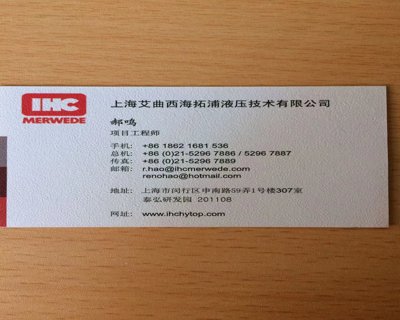 IHC
MERWEDE
上海艾曲西海拓浦液压技术有限公司
郝鸣
项目工程师
手机: +86 1862 1681 536
总机: +86 (0)21-5296 7886 / 5296 7887
传真: +86 (0)21-5296 7889
邮箱: r.hao@ihcmerwede.com
renohao@hotmail.com
地址: 上海市闵行区申南路59弄1号楼307室
泰弘研发园 201108
网址: www.ihchytop.com